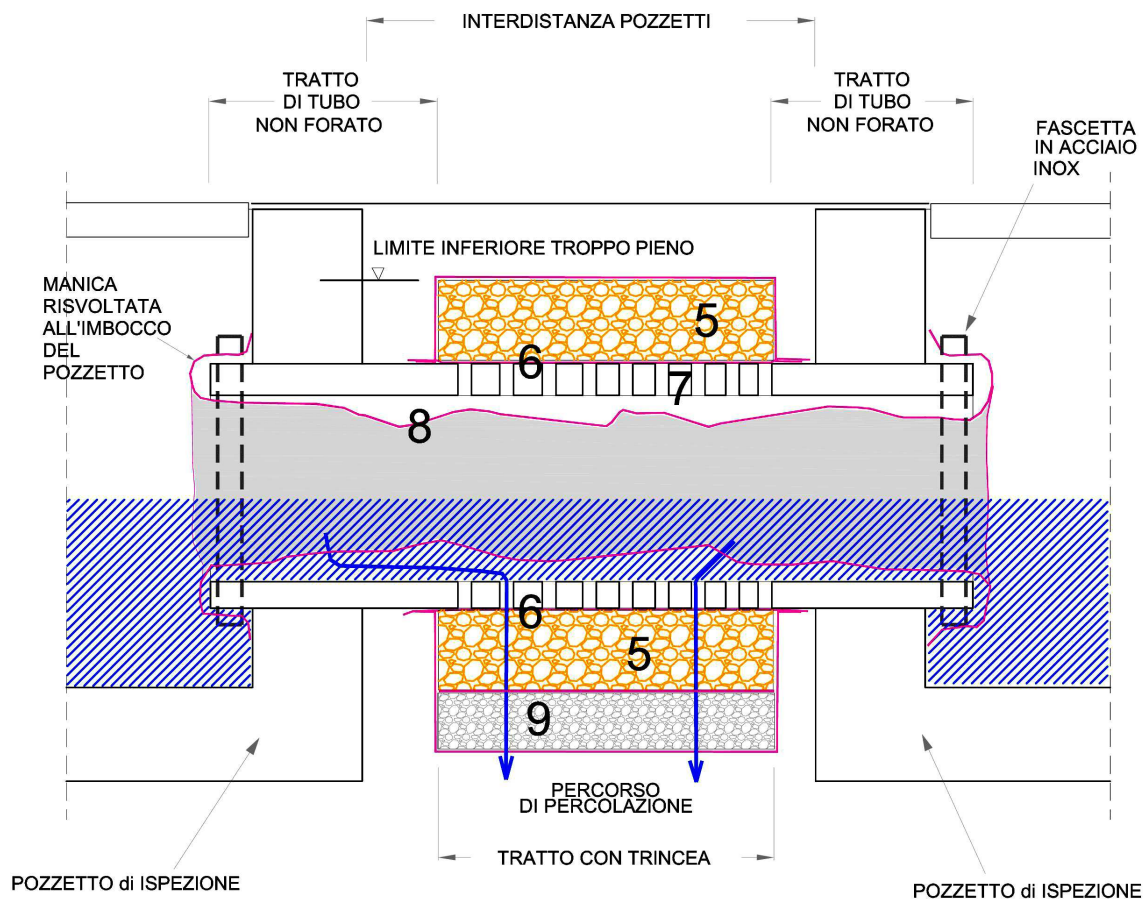 INTERDISTANZA POZZETTI
TRATTO
DI TUBO
NON FORATO
TRATTO
DI TUBO
NON FORATO
FASCETTA
IN ACCIAIO
INOX
LIMITE INFERIORE TROPPO PIENO
MANICA
RISVOLTATA
ALL'IMBOCCO
DEL
POZZETTO
5
6
7
8
6
5
9
PERCORSO
DI PERCOLAZIONE
TRATTO CON TRINCEA
POZZETTO di ISPEZIONE
POZZETTO di ISPEZIONE